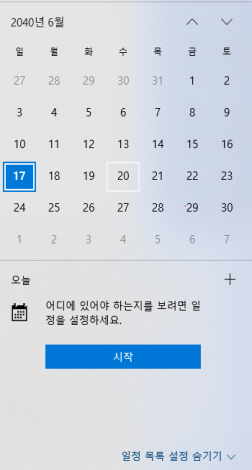 2040년 6월
일 월 화 수 목 금 토
27 28 29 30 31 1 2
3 4 5 6 7 8 9
10 11 12 13 14 15 16
17 18 19 20 21 22 23
24 25 26 27 28 29 30
1 2 3 4 5 6 7
오늘
어디에 있어야 하는지를 보려면 일
정을 설정하세요.
시작
일정 목록 설정 숨기기